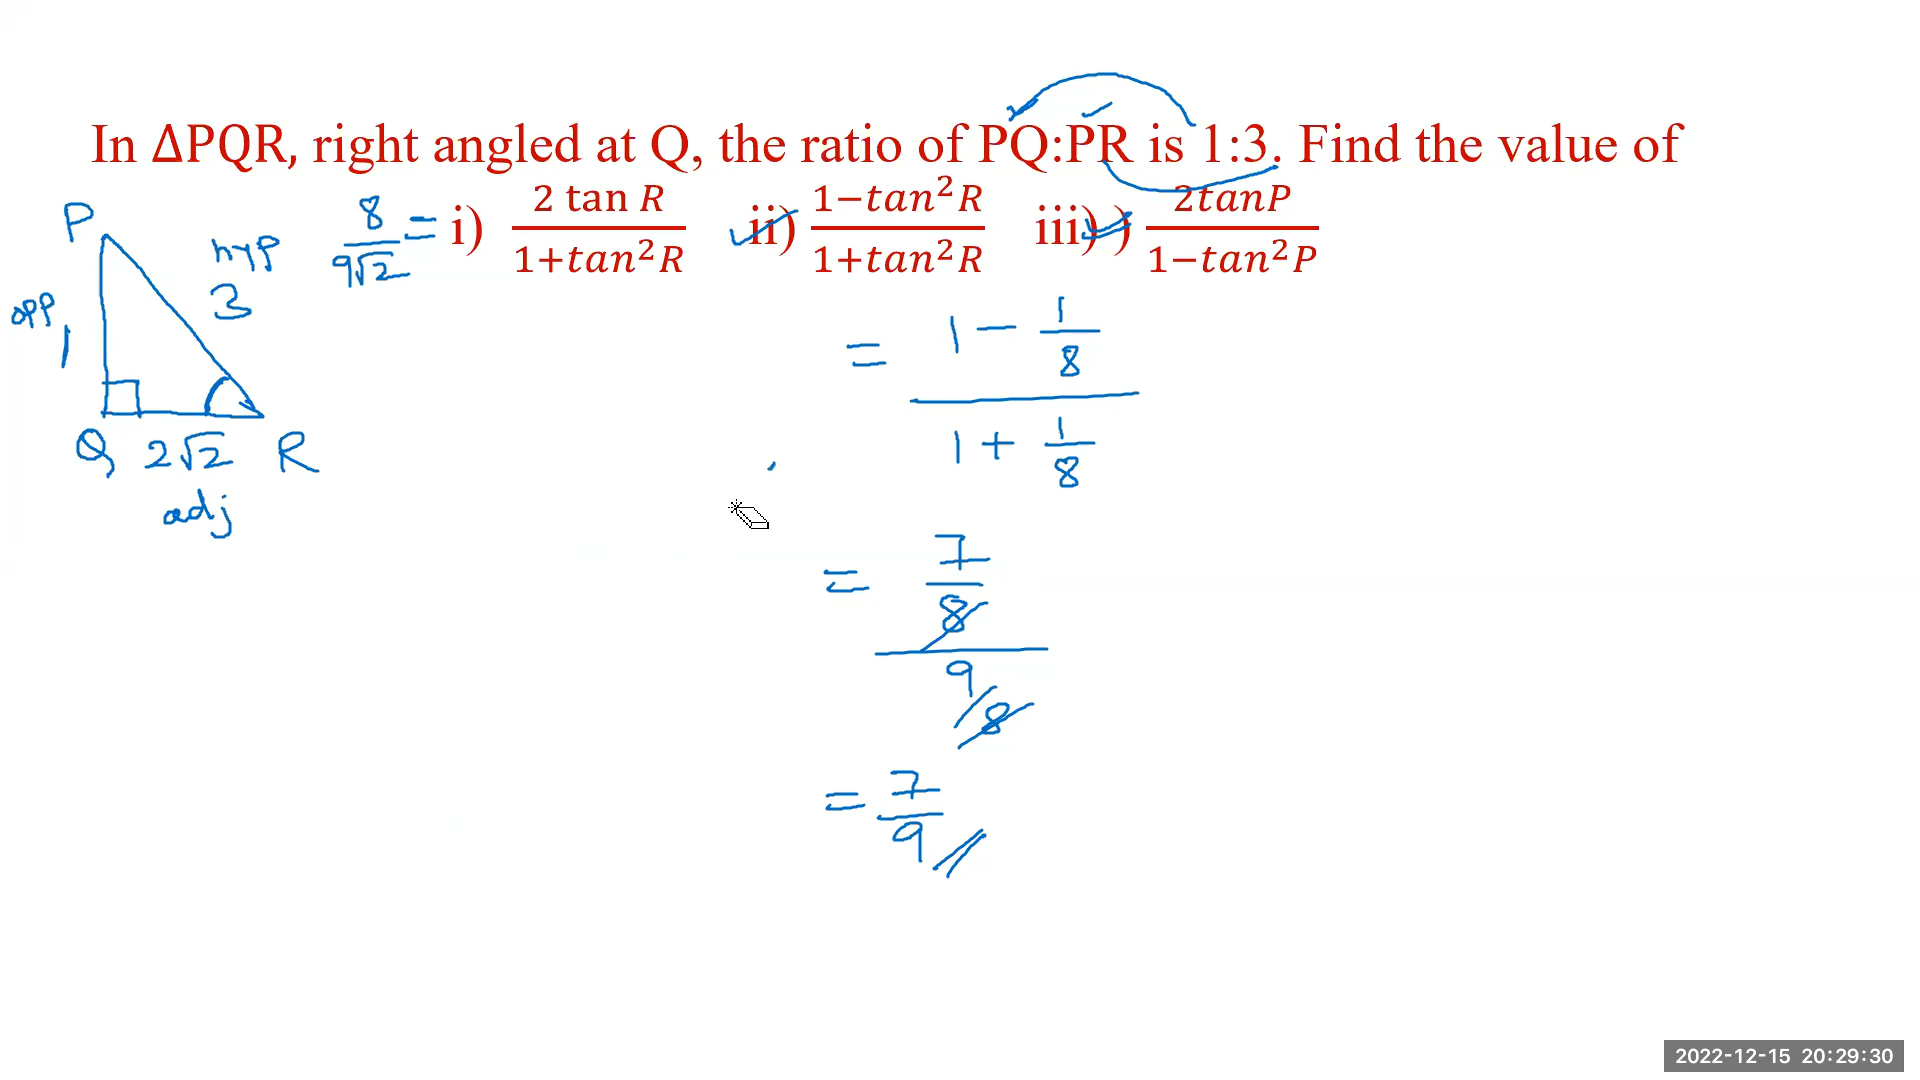 In ΔPQR, right angled at Q, the ratio of PQ:PR is 1:3. Find the value of
8/9√2 = i) 2 tan R/1+tan²R ii) 1−tan²R/1+tan²R iii) ) 2tanP/1−tan²P
P
hyp
3
opp
1
Q 2√2 R
adj
= 1 − 1/8
1 + 1/8
= 7/8
9/8
= 7/9
2022-12-15 20:29:30